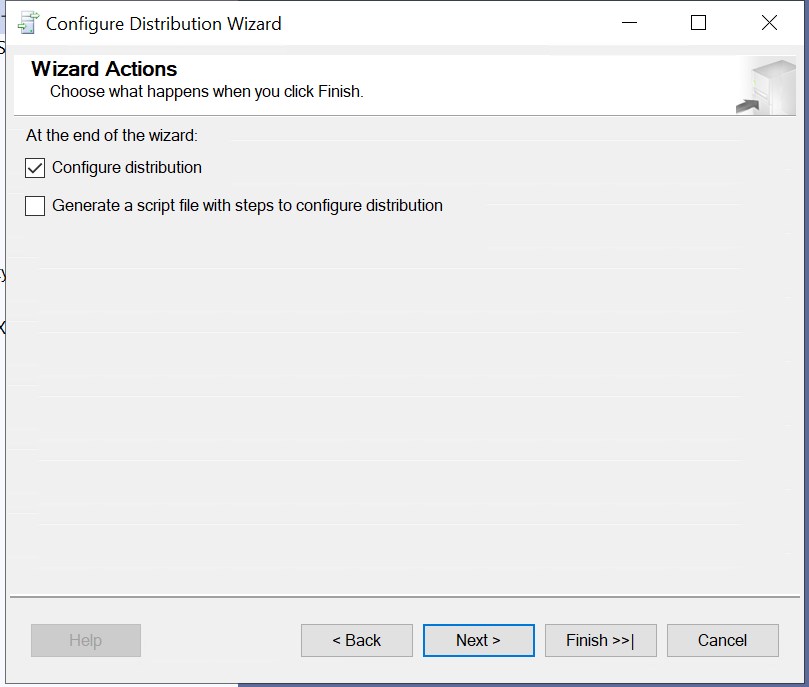 Configure Distribution Wizard
Wizard Actions
Choose what happens when you click Finish.
At the end of the wizard:
Configure distribution
Generate a script file with steps to configure distribution
Help
< Back
Next >
Finish >>|
Cancel